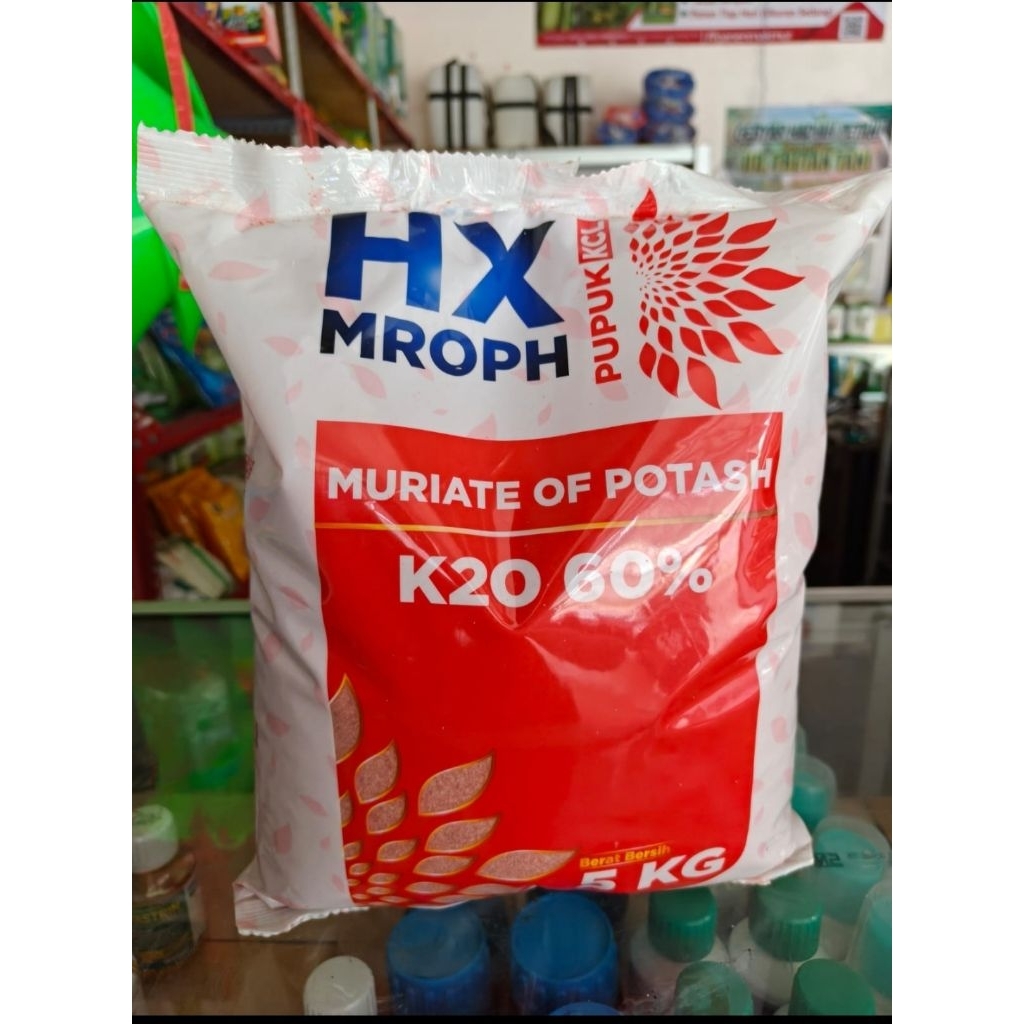 HX
MROPH
PUPUK KCL
MURIATE OF POTASH
K2O 60%
Berat Bersih
5 KG